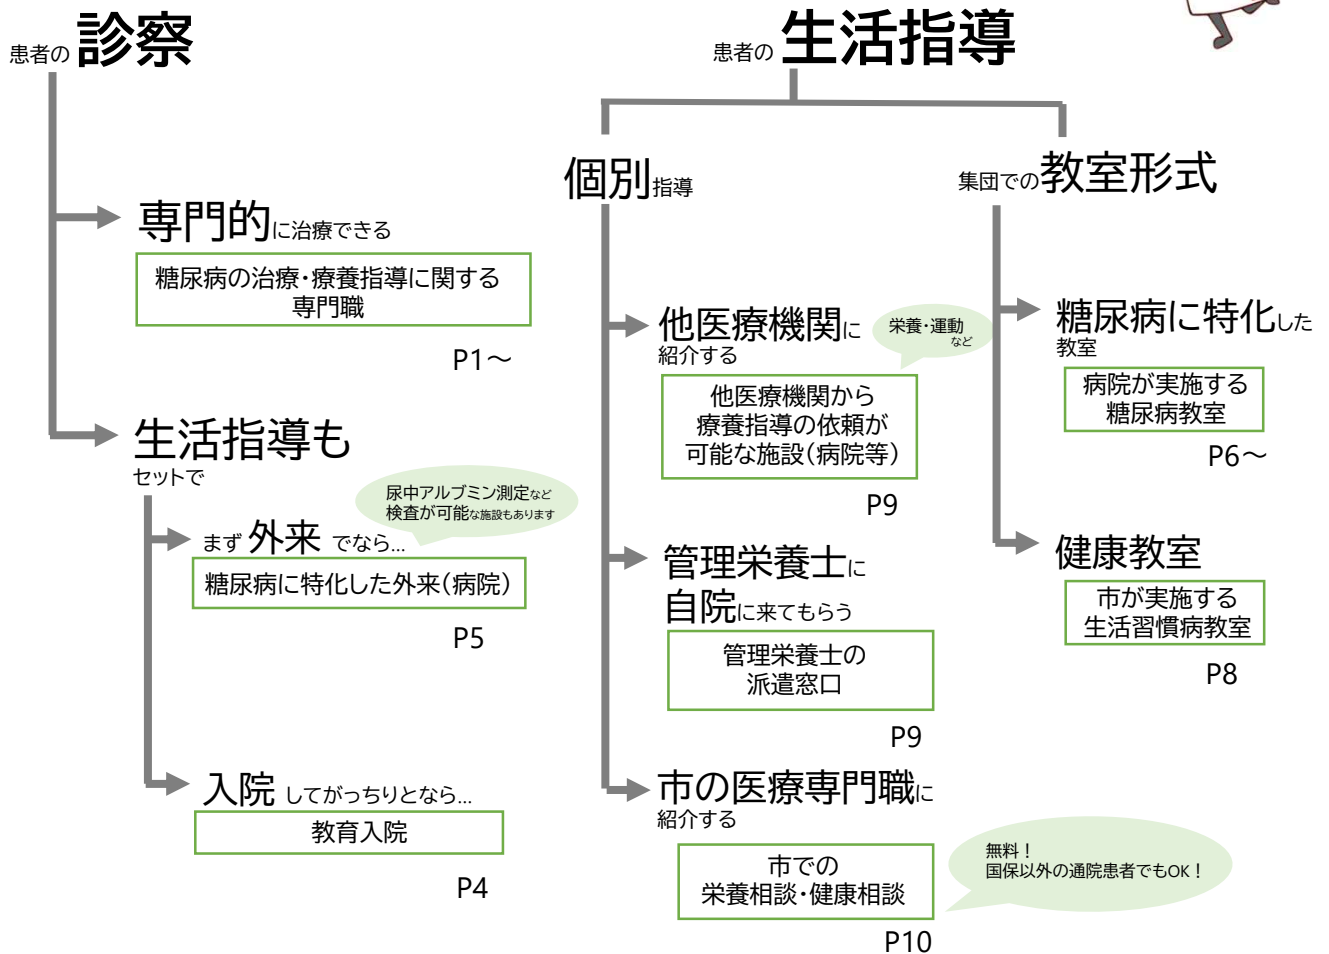 患者の 診察
専門的に治療できる
糖尿病の治療・療養指導に関する
専門職
P1～
生活指導も
セットで
尿中アルブミン測定など
検査が可能な施設もあります
まず 外来 でなら…
糖尿病に特化した外来(病院)
P5
入院 してがっちりとなら…
教育入院
P4
患者の 生活指導
個別指導
他医療機関に
紹介する
栄養・運動
など
他医療機関から
療養指導の依頼が
可能な施設(病院等)
P9
管理栄養士に
自院に来てもらう
管理栄養士の
派遣窓口
P9
市の医療専門職に
紹介する
市での
栄養相談・健康相談
無料！
国保以外の通院患者でもOK！
P10
集団での教室形式
糖尿病に特化した
教室
病院が実施する
糖尿病教室
P6～
健康教室
市が実施する
生活習慣病教室
P8